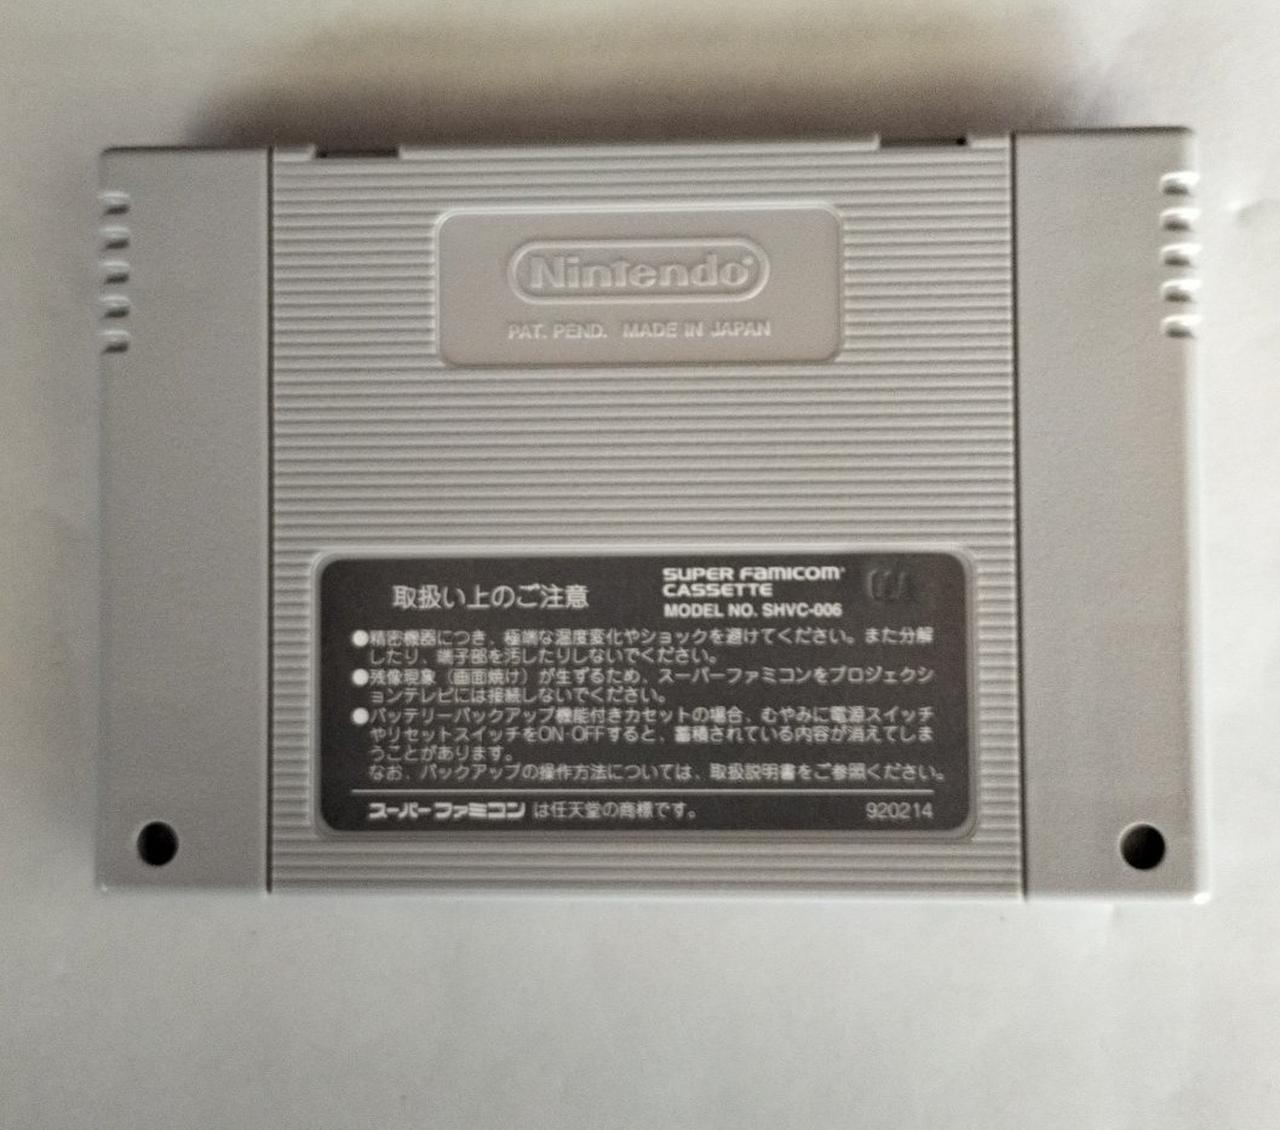 Nintendo
PAT. PEND. MADE IN JAPAN
取扱い上のご注意
SUPER Famicom
CASSETTE
MODEL NO. SHVC-006
●精密機器につき、極端な温度変化やショックを避けてください。また分解
したり、端子部を汚したりしないでください。
●残像現象（画面焼け）が生ずるため、スーパーファミコンをプロジェクシ
ョンテレビには接続しないでください。
●バッテリーバックアップ機能付きカセットの場合、むやみに電源スイッチ
やリセットスイッチをON・OFFすると、蓄積されている内容が消えてしま
うことがあります。
なお、バックアップの操作方法については、取扱説明書をご参照ください。
スーパーファミコン は任天堂の商標です。
920214